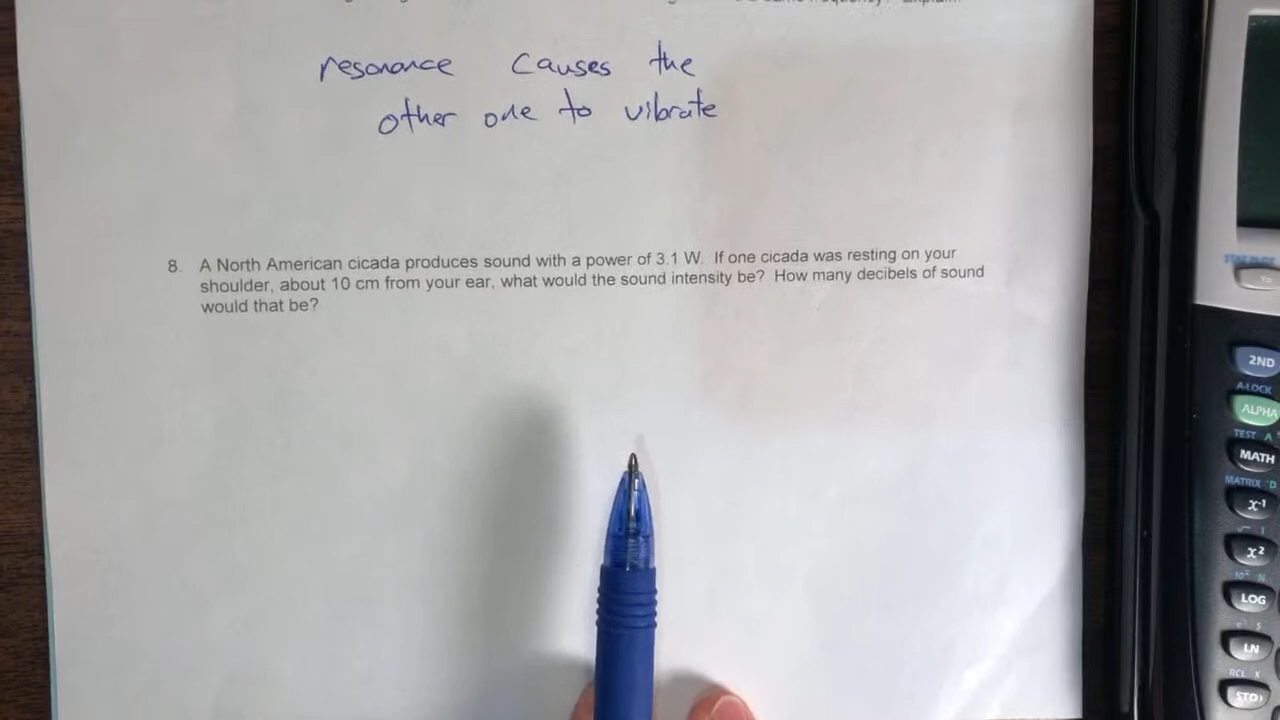 resonance causes the
other one to vibrate
8. A North American cicada produces sound with a power of 3.1 W. If one cicada was resting on your
shoulder, about 10 cm from your ear, what would the sound intensity be? How many decibels of sound
would that be?
2ND
A-LOCK
ALPHA
TEST A
MATH
MATRIX D
x⁻¹
x²
LOG
LN
RCL X
STO